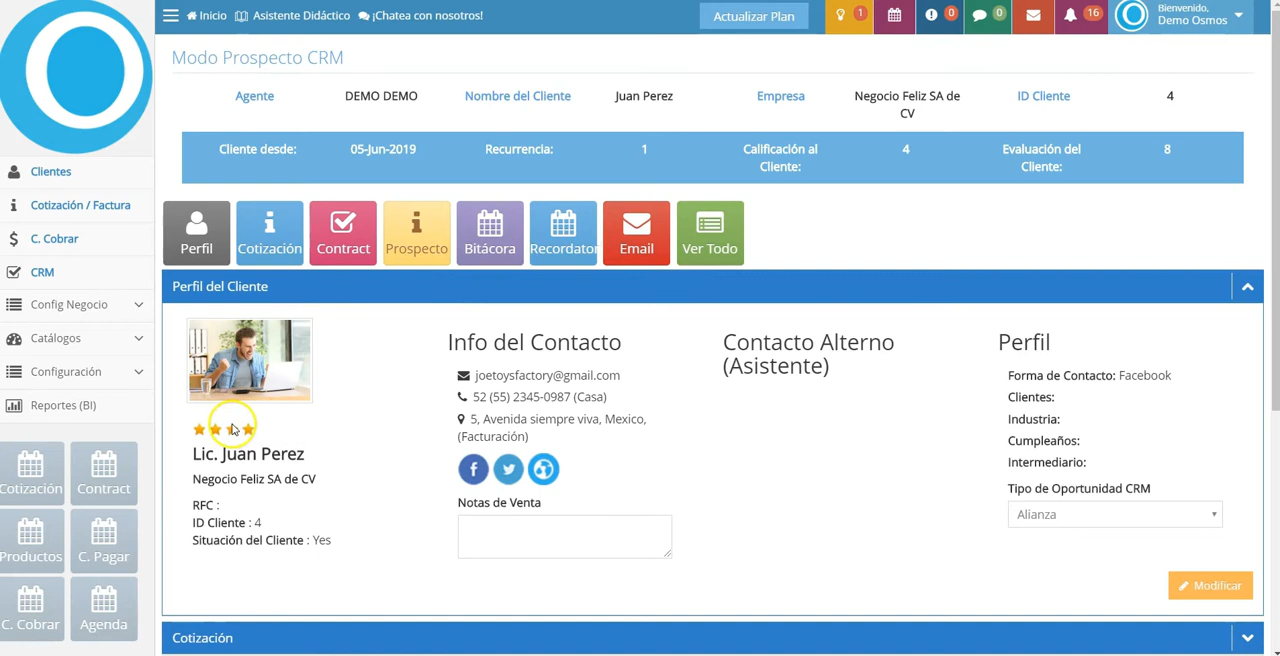 Inicio Asistente Didáctico ¡Chatea con nosotros! Actualizar Plan 1 0 0 16 Bienvenido,
Demo Osmos
Clientes
Cotización / Factura
C. Cobrar
CRM
Config Negocio
Catálogos
Configuración
Reportes (BI)
Cotización Contract
Productos C. Pagar
C. Cobrar Agenda
Modo Prospecto CRM
Agente DEMO DEMO Nombre del Cliente Juan Perez Empresa Negocio Feliz SA de
CV
ID Cliente 4
Cliente desde: 05-Jun-2019 Recurrencia: 1 Calificación al
Cliente:
4 Evaluación del
Cliente:
8
Perfil Cotización Contract Prospecto Bitácora Recordator Email Ver Todo
Perfil del Cliente
Lic. Juan Perez
Negocio Feliz SA de CV
RFC :
ID Cliente : 4
Situación del Cliente : Yes
Info del Contacto
joetoysfactory@gmail.com
52 (55) 2345-0987 (Casa)
5, Avenida siempre viva, Mexico,
(Facturación)
Notas de Venta
Contacto Alterno
(Asistente)
Perfil
Forma de Contacto: Facebook
Clientes:
Industria:
Cumpleaños:
Intermediario:
Tipo de Oportunidad CRM
Alianza
Modificar
Cotización